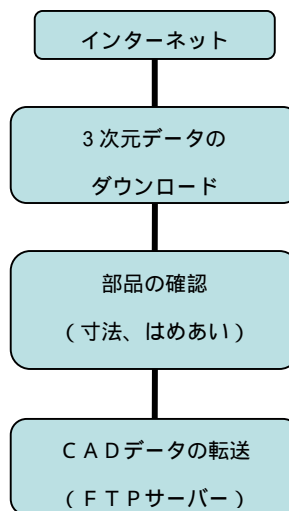 インターネット
３次元データの
ダウンロード
部品の確認
（寸法、はめあい）
ＣＡＤデータの転送
（ＦＴＰサーバー）